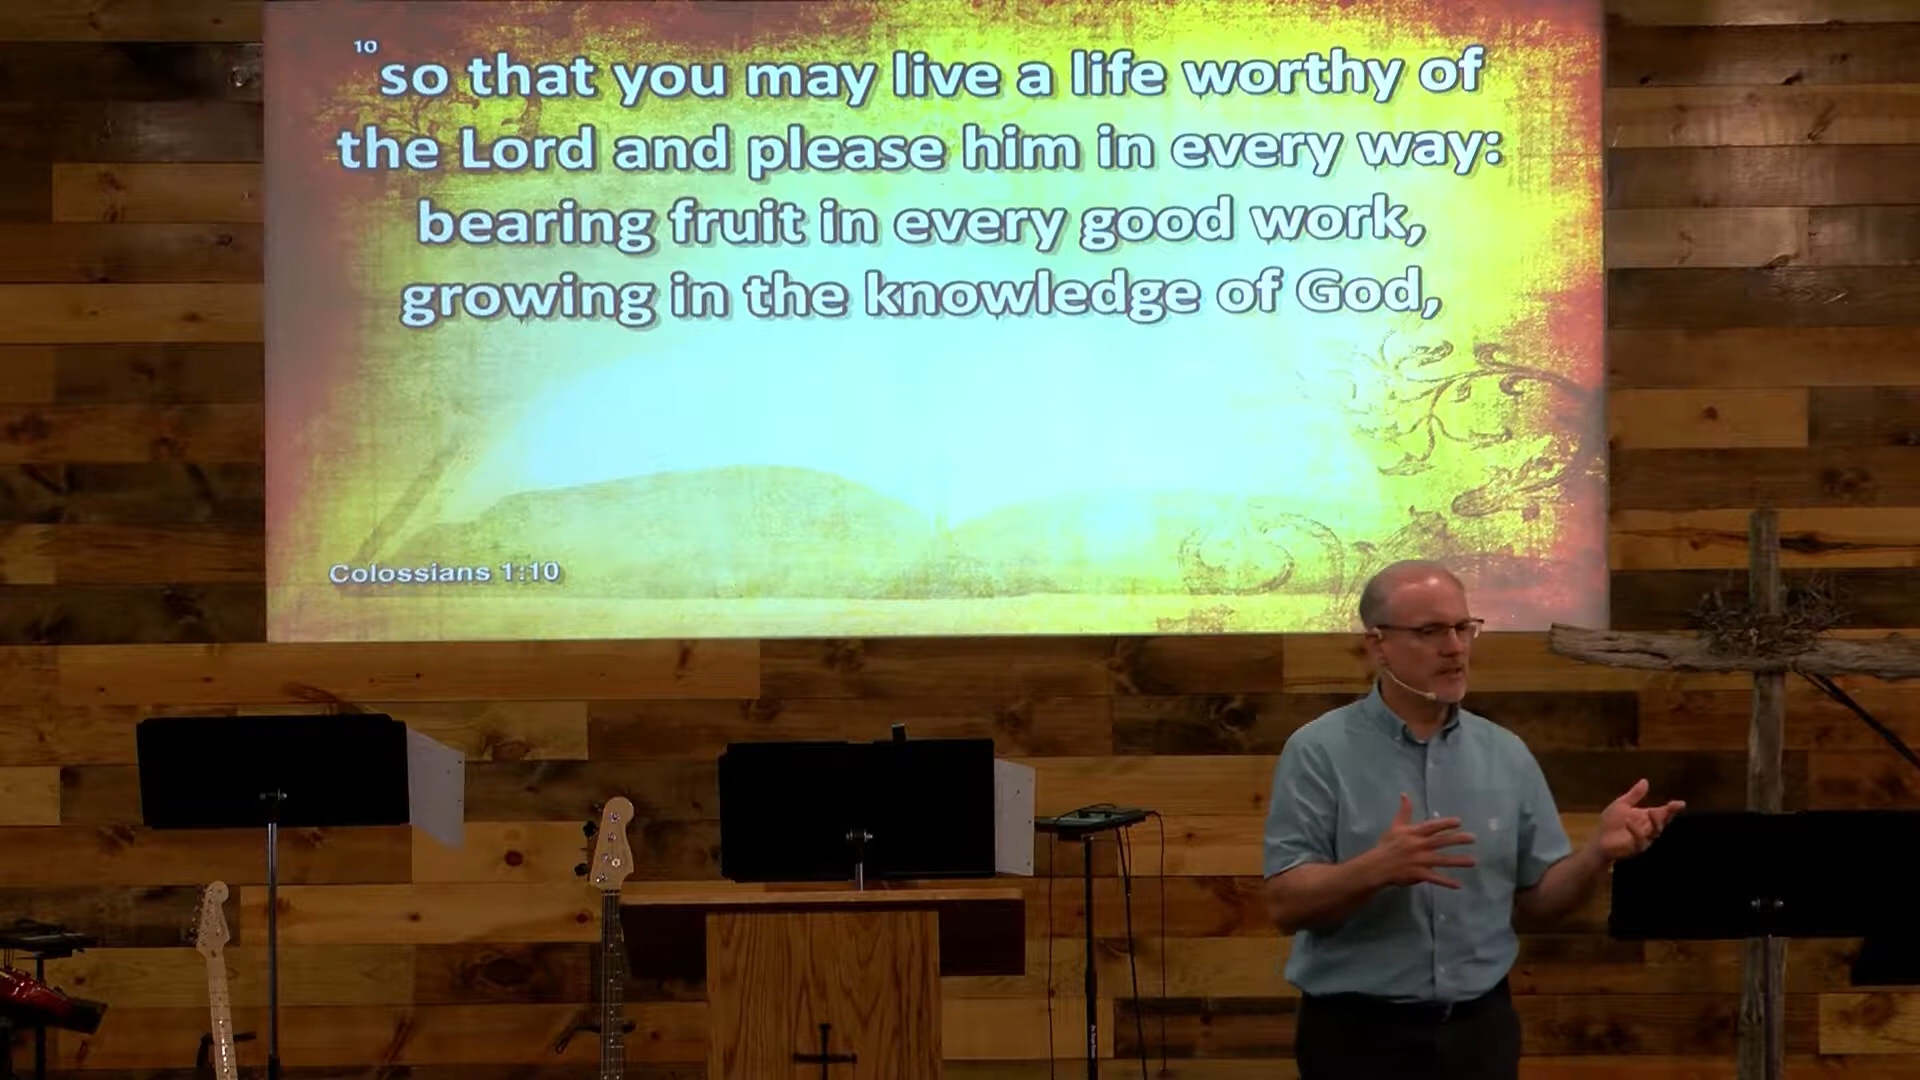 10
so that you may live a life worthy of
the Lord and please him in every way:
bearing fruit in every good work,
growing in the knowledge of God,
Colossians 1:10